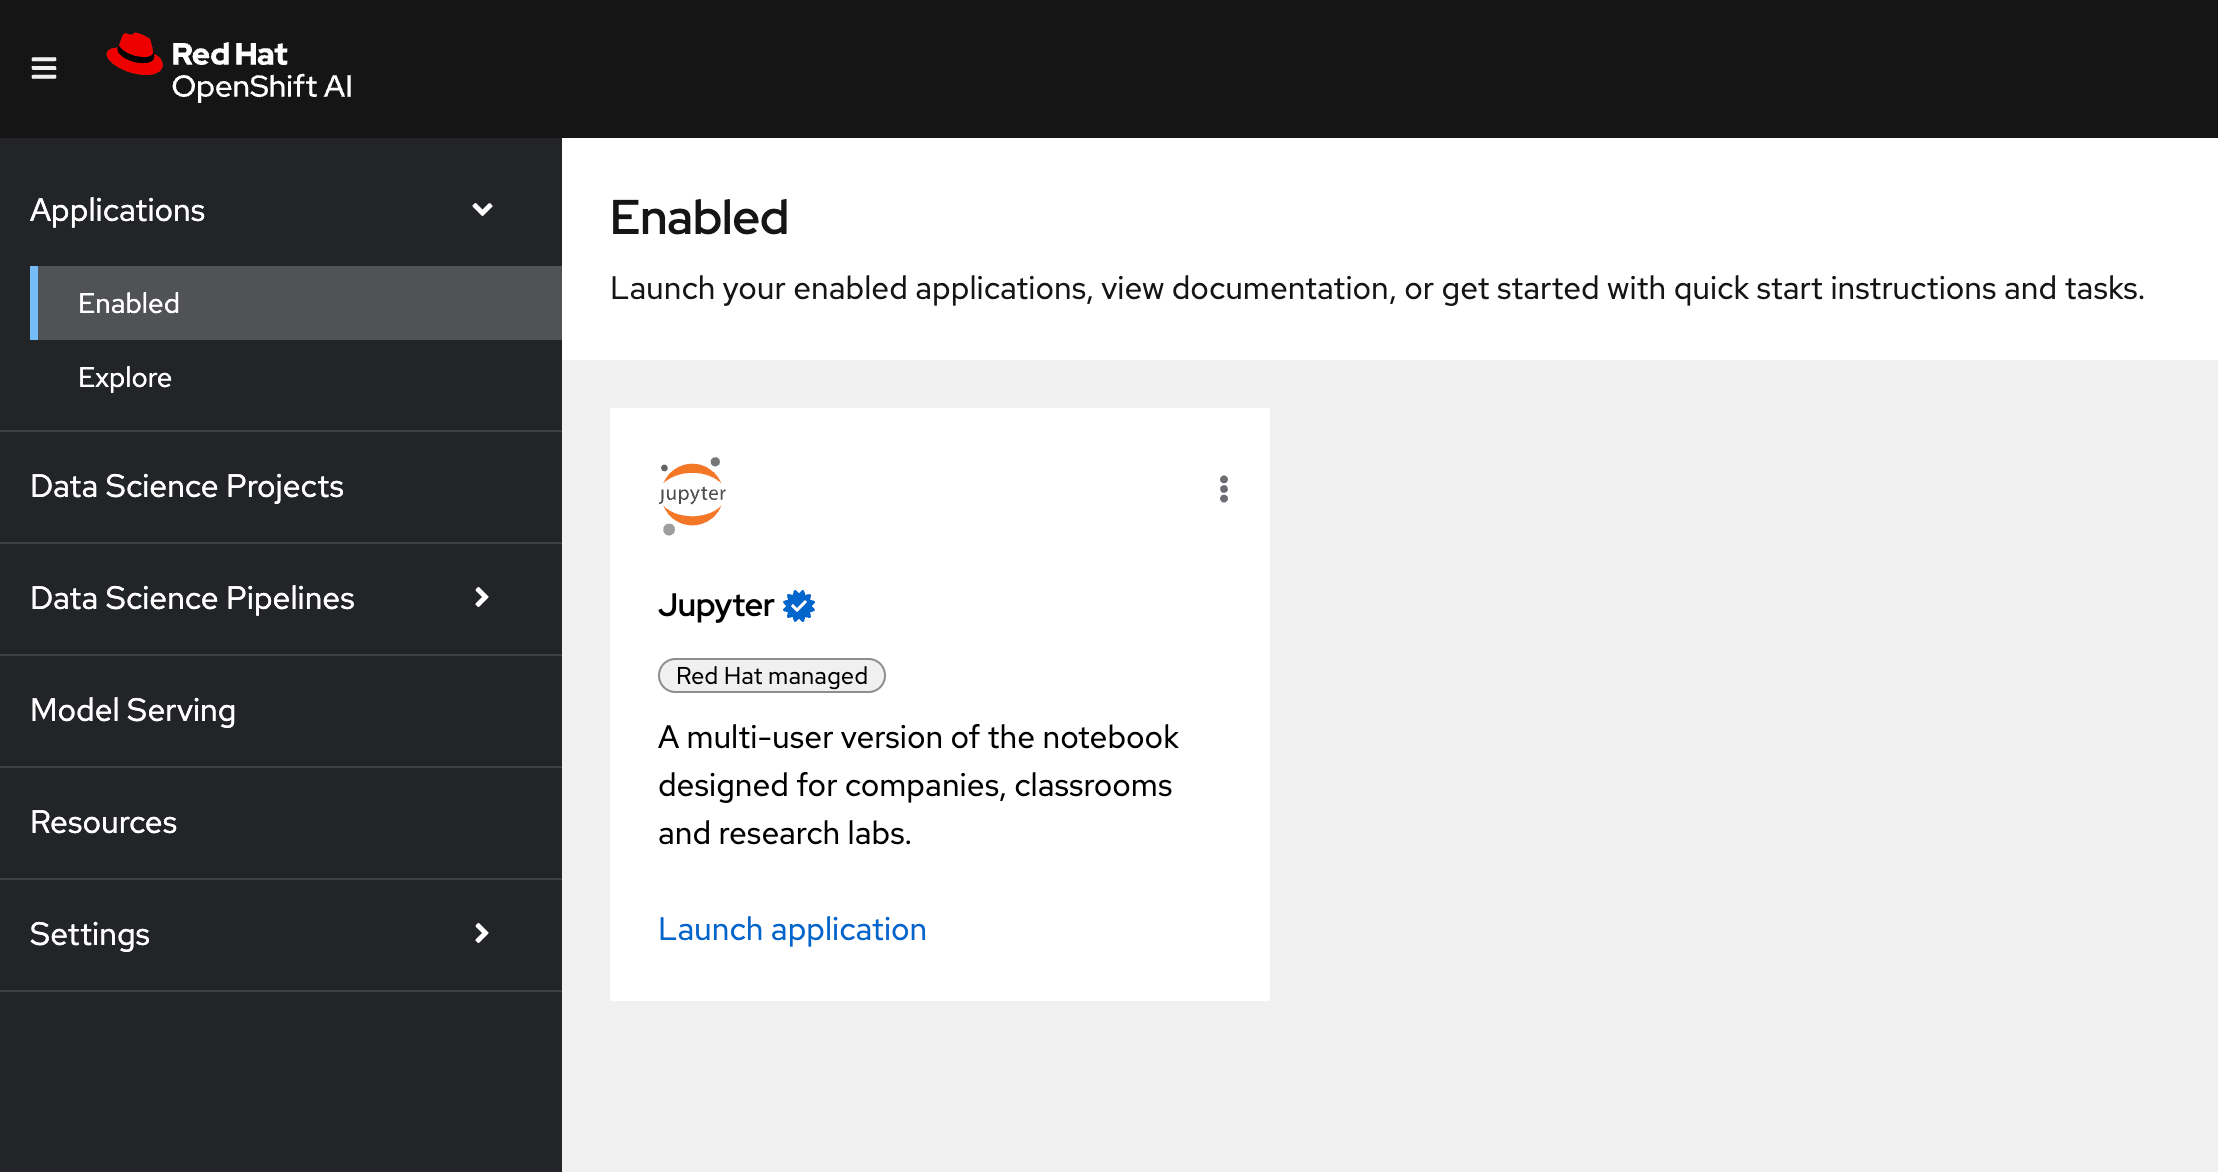 Red Hat
OpenShift AI
Applications
Enabled
Explore
Data Science Projects
Data Science Pipelines
Model Serving
Resources
Settings
Enabled
Launch your enabled applications, view documentation, or get started with quick start instructions and tasks.
jupyter
Jupyter
Red Hat managed
A multi-user version of the notebook
designed for companies, classrooms
and research labs.
Launch application